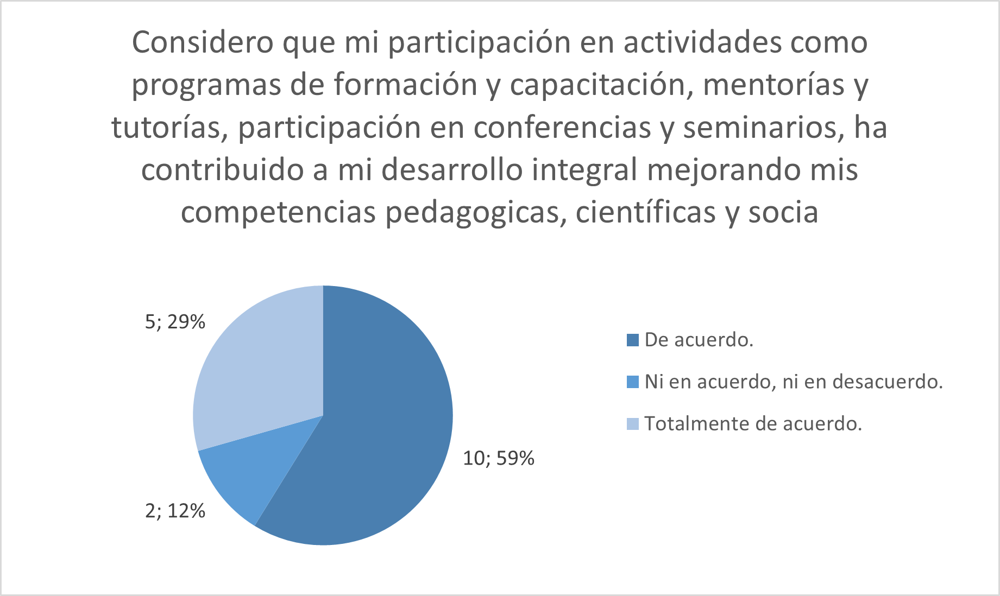 Considero que mi participación en actividades como
programas de formación y capacitación, mentorías y
tutorías, participación en conferencias y seminarios, ha
contribuido a mi desarrollo integral mejorando mis
competencias pedagogicas, científicas y socia
5; 29%
10; 59%
2; 12%
De acuerdo.
Ni en acuerdo, ni en desacuerdo.
Totalmente de acuerdo.